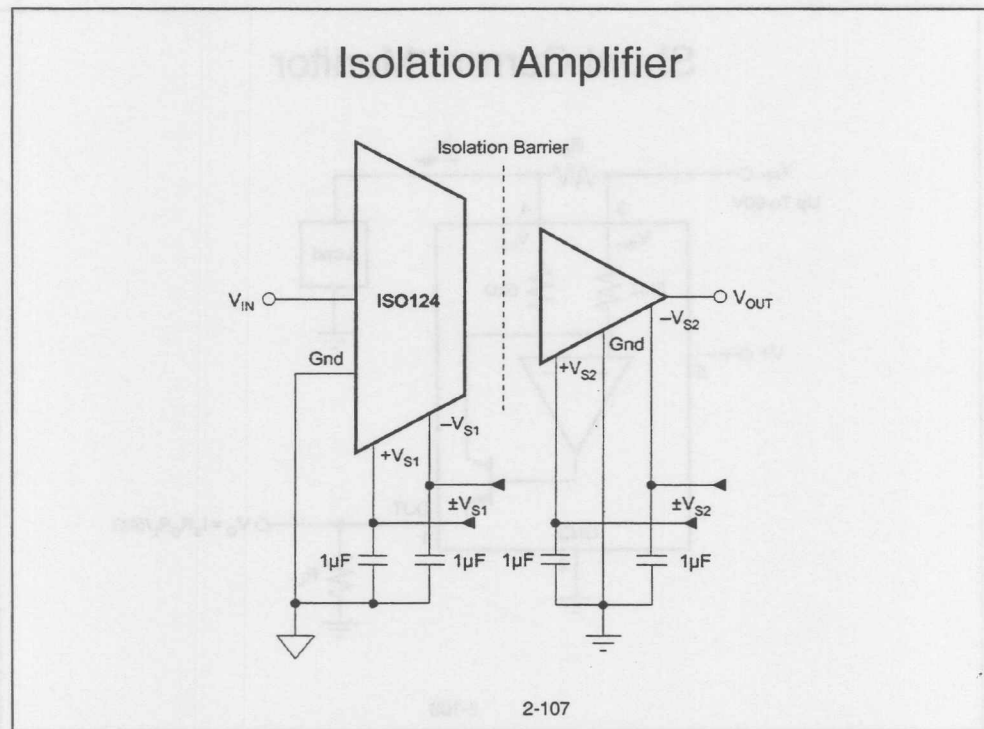 Isolation Amplifier
Isolation Barrier
V_IN
ISO124
V_OUT
Gnd
–V_S2
Gnd
+V_S2
–V_S1
+V_S1
±V_S1
±V_S2
1µF
1µF
1µF
1µF
2-107